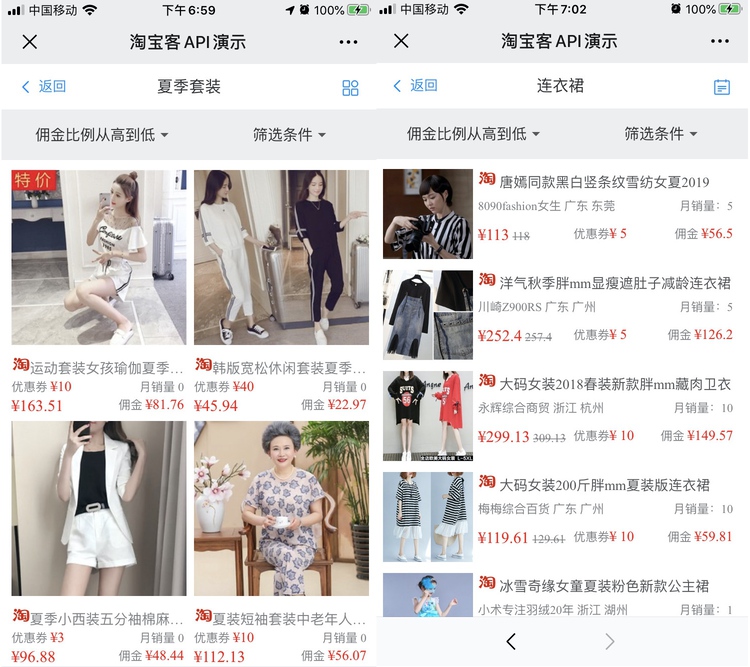 中国移动 下午6:59 100%
淘宝客API演示
返回 夏季套装
佣金比例从高到低 筛选条件
特价
淘 运动套装女孩瑜伽夏季...
优惠券 ¥10 月销量 0
¥163.51 佣金 ¥81.76
淘 韩版宽松休闲套装夏季...
优惠券 ¥40 月销量 0
¥45.94 佣金 ¥22.97
淘 夏季小西装五分袖棉麻...
优惠券 ¥3 月销量 0
¥96.88 佣金 ¥48.44
淘 夏装短袖套装中老年人...
优惠券 ¥10 月销量 0
¥112.13 佣金 ¥56.07
中国移动 下午7:02 100%
淘宝客API演示
返回 连衣裙
佣金比例从高到低 筛选条件
淘 唐嫣同款黑白竖条纹雪纺女夏2019
8090fashion女生 广东 东莞 月销量：5
¥113 118 优惠券¥ 5 佣金 ¥56.5
淘 洋气秋季胖mm显瘦遮肚子减龄连衣裙
川崎Z900RS 广东 广州 月销量：5
¥252.4 257.4 优惠券¥ 5 佣金 ¥126.2
淘 大码女装2018春装新款胖mm藏肉卫衣
永辉综合商贸 浙江 杭州 月销量：10
¥299.13 309.13 优惠券¥ 10 佣金 ¥149.57
淘 大码女装200斤胖mm夏装版连衣裙
梅梅综合百货 广东 广州 月销量：10
¥119.61 129.61 优惠券¥ 10 佣金 ¥59.81
淘 冰雪奇缘女童夏装粉色新款公主裙
小术专注羽绒20年 浙江 湖州 月销量：1